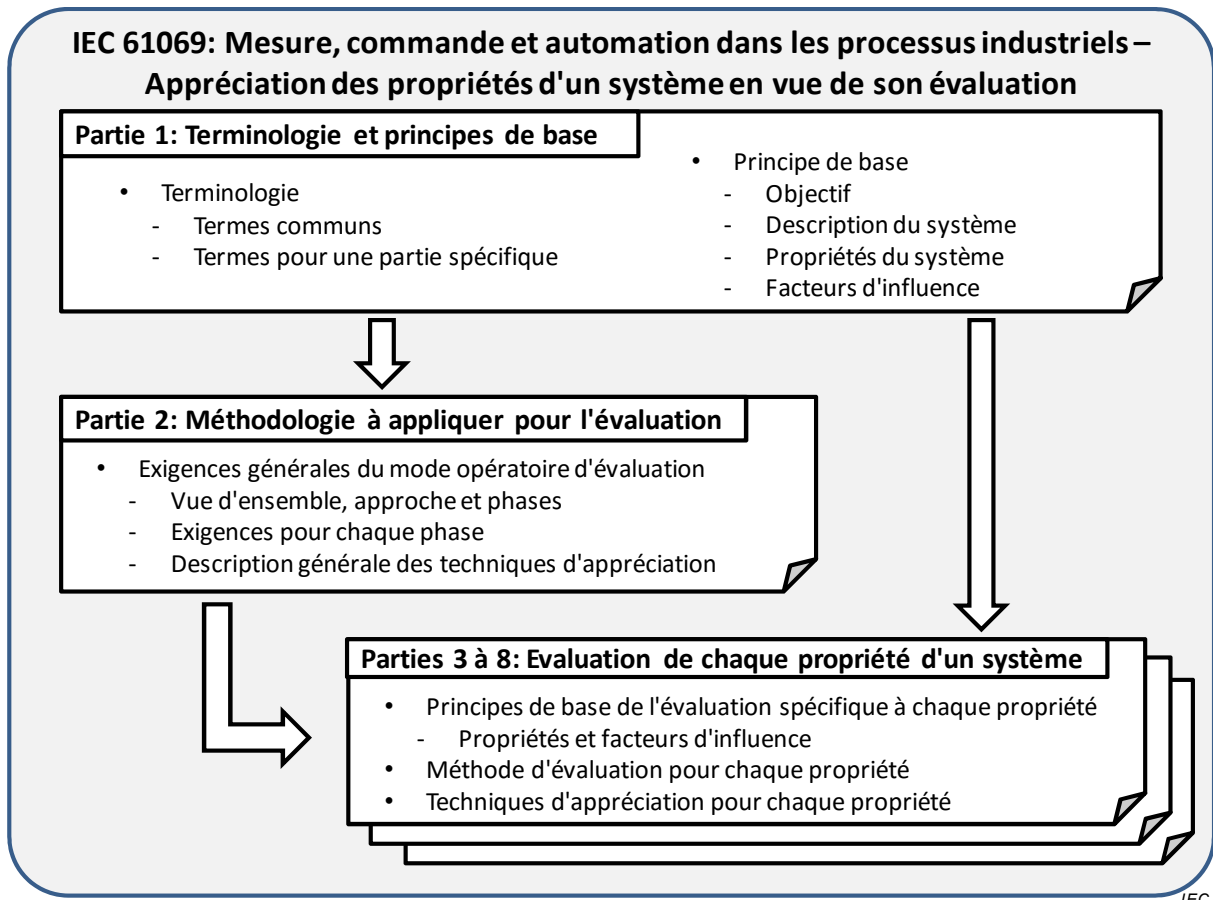 IEC 61069: Mesure, commande et automation dans les processus industriels –
Appréciation des propriétés d'un système en vue de son évaluation
Partie 1: Terminologie et principes de base
• Terminologie
- Termes communs
- Termes pour une partie spécifique
• Principe de base
- Objectif
- Description du système
- Propriétés du système
- Facteurs d'influence
Partie 2: Méthodologie à appliquer pour l'évaluation
• Exigences générales du mode opératoire d'évaluation
- Vue d'ensemble, approche et phases
- Exigences pour chaque phase
- Description générale des techniques d'appréciation
Parties 3 à 8: Evaluation de chaque propriété d'un système
• Principes de base de l'évaluation spécifique à chaque propriété
- Propriétés et facteurs d'influence
• Méthode d'évaluation pour chaque propriété
• Techniques d'appréciation pour chaque propriété
IEC